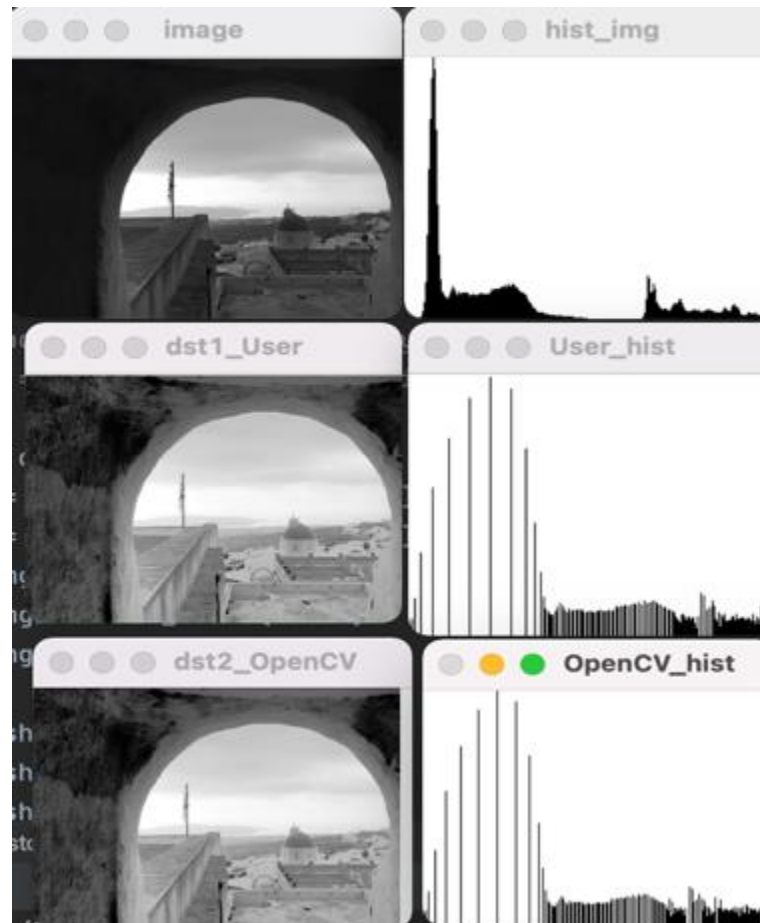 image
hist_img
dst1_User
User_hist
dst2_OpenCV
OpenCV_hist